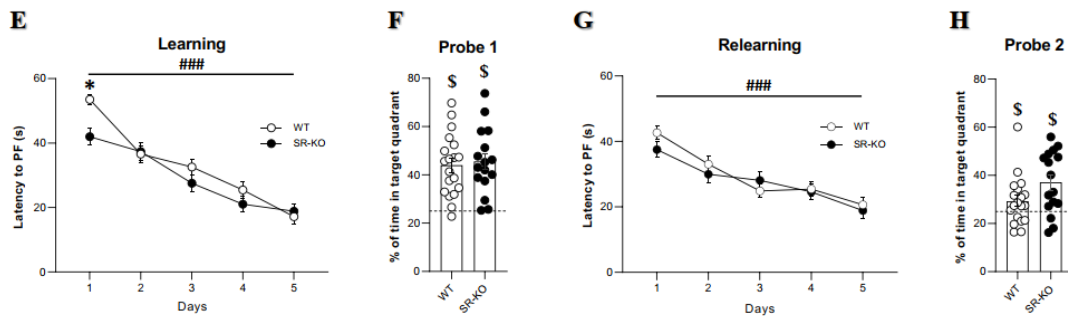 E
Learning
###
*
60
40
20
0
Latency to PF (s)
WT
SR-KO
1 2 3 4 5
Days
F
Probe 1
$ $
80
60
40
20
0
% of time in target quadrant
WT SR-KO
G
Relearning
###
60
40
20
0
Latency to PF (s)
WT
SR-KO
1 2 3 4 5
Days
H
Probe 2
$ $
80
60
40
20
0
% of time in target quadrant
WT SR-KO